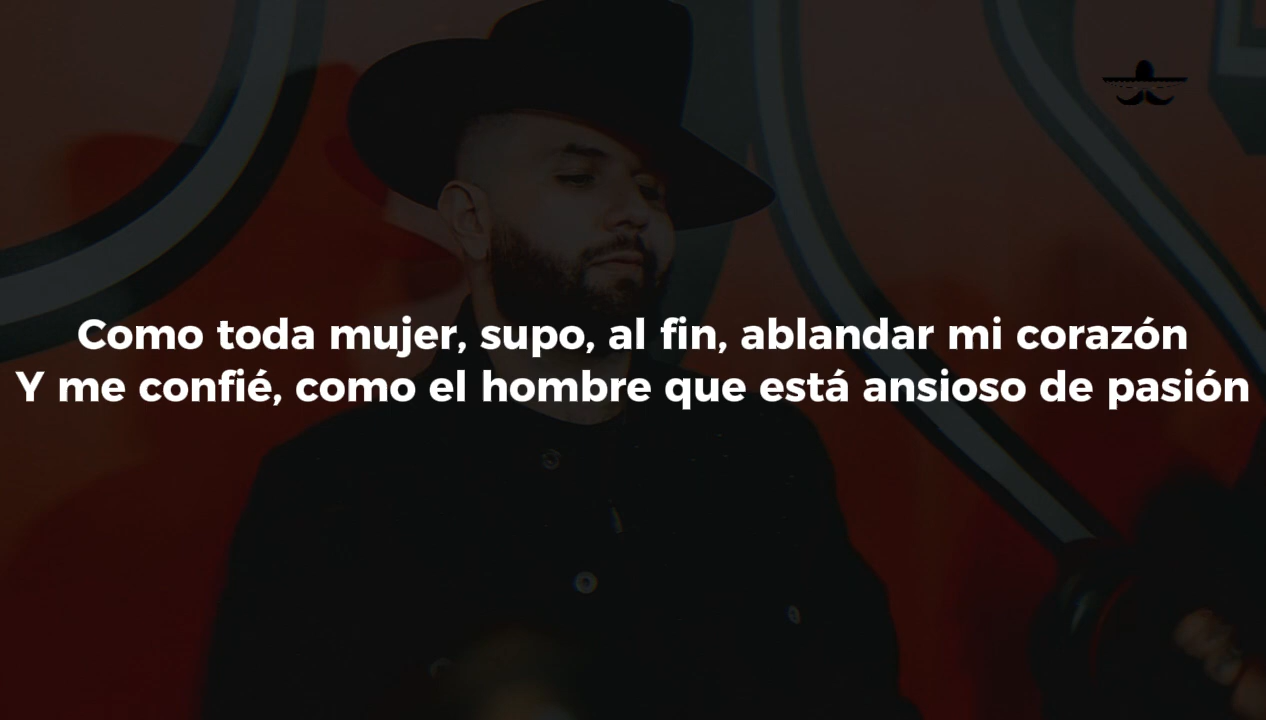 Como toda mujer, supo, al fin, ablandar mi corazón
Y me confié, como el hombre que está ansioso de pasión